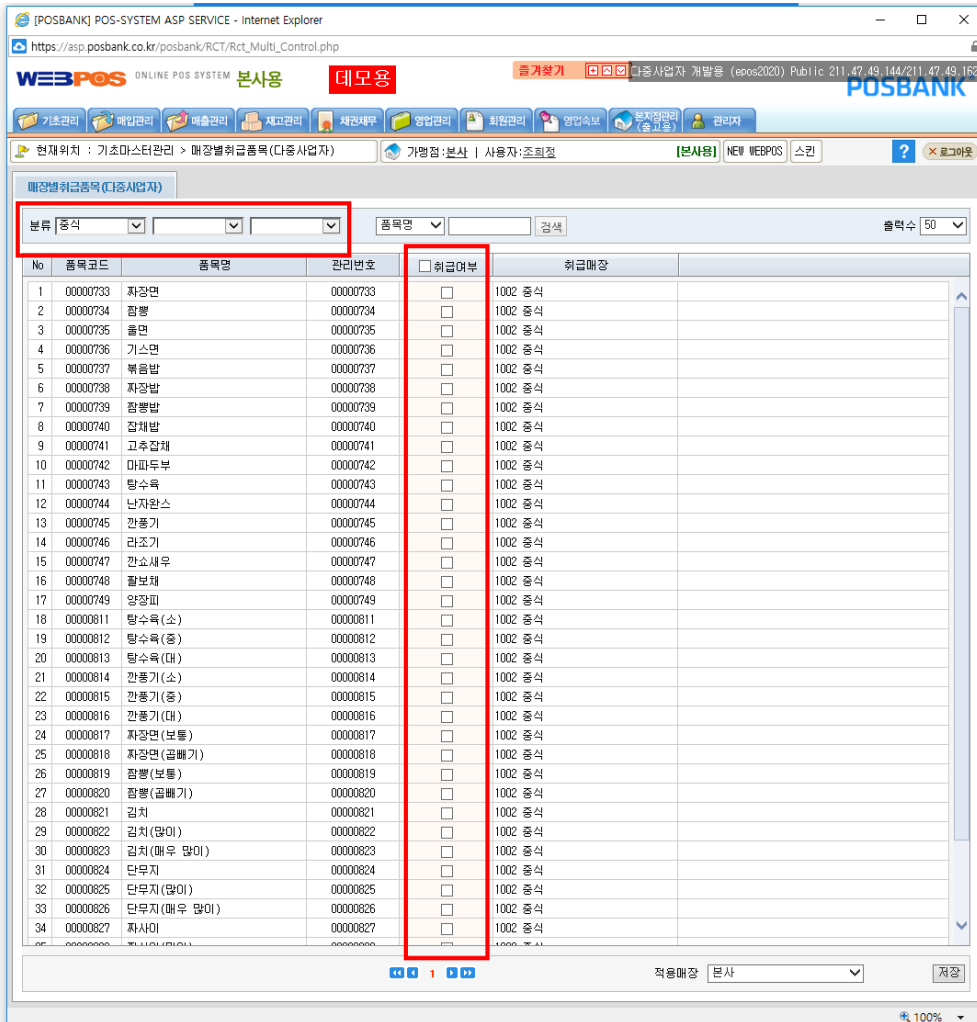 [POSBANK] POS-SYSTEM ASP SERVICE - Internet Explorer
https://asp.posbank.co.kr/posbank/RCT/Rct_Multi_Control.php
WEBPOS ONLINE POS SYSTEM 본사용 데모용 즐겨찾기 다중사업자 개발용 (epos2020) Public 211.47.49.144/211.47.49.162
POSBANK
기초관리 매입관리 매출관리 재고관리 채권채무 영업관리 회원관리 영업속보 본지점관리 (출고용) 관리자
현재위치 : 기초마스터관리 > 매장별취급품목(다중사업자) 가맹점:본사 | 사용자:조희정 [본사용] NEW WEBPOS 스킨 ? ×로그아웃
매장별취급품목(다중사업자)
분류 중식 품목명 검색 출력수 50
No 품목코드 품목명 관리번호 취급여부 취급매장
1 00000733 짜장면 00000733 1002 중식
2 00000734 짬뽕 00000734 1002 중식
3 00000735 울면 00000735 1002 중식
4 00000736 기스면 00000736 1002 중식
5 00000737 볶음밥 00000737 1002 중식
6 00000738 짜장밥 00000738 1002 중식
7 00000739 짬뽕밥 00000739 1002 중식
8 00000740 잡채밥 00000740 1002 중식
9 00000741 고추잡채 00000741 1002 중식
10 00000742 마파두부 00000742 1002 중식
11 00000743 탕수육 00000743 1002 중식
12 00000744 난자완스 00000744 1002 중식
13 00000745 깐풍기 00000745 1002 중식
14 00000746 라조기 00000746 1002 중식
15 00000747 깐쇼새우 00000747 1002 중식
16 00000748 팔보채 00000748 1002 중식
17 00000749 양장피 00000749 1002 중식
18 00000811 탕수육(소) 00000811 1002 중식
19 00000812 탕수육(중) 00000812 1002 중식
20 00000813 탕수육(대) 00000813 1002 중식
21 00000814 깐풍기(소) 00000814 1002 중식
22 00000815 깐풍기(중) 00000815 1002 중식
23 00000816 깐풍기(대) 00000816 1002 중식
24 00000817 짜장면(보통) 00000817 1002 중식
25 00000818 짜장면(곱빼기) 00000818 1002 중식
26 00000819 짬뽕(보통) 00000819 1002 중식
27 00000820 짬뽕(곱빼기) 00000820 1002 중식
28 00000821 김치 00000821 1002 중식
29 00000822 김치(많이) 00000822 1002 중식
30 00000823 김치(매우 많이) 00000823 1002 중식
31 00000824 단무지 00000824 1002 중식
32 00000825 단무지(많이) 00000825 1002 중식
33 00000826 단무지(매우 많이) 00000826 1002 중식
34 00000827 짜사이 00000827 1002 중식
1 적용매장 본사 저장
100%